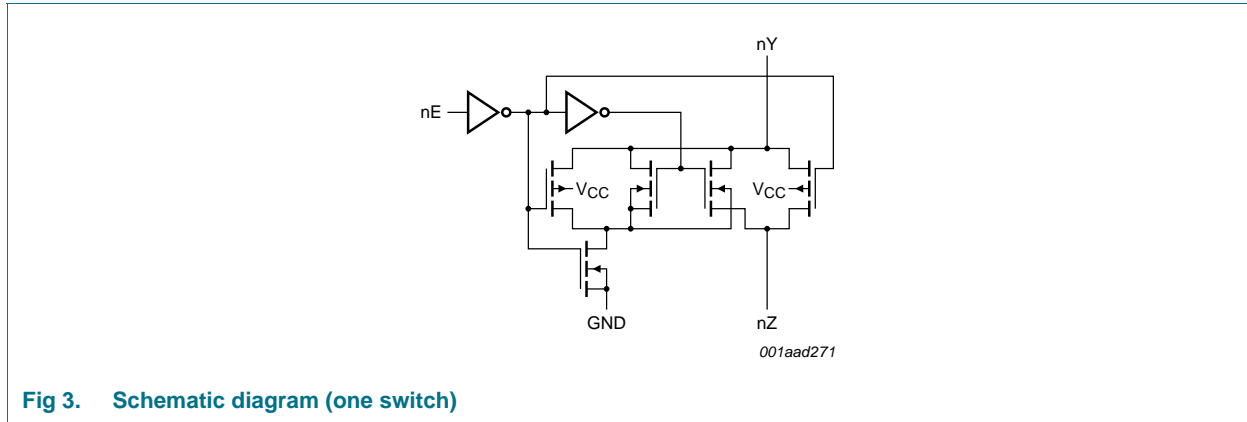 nY
nE
VCC
VCC
GND
nZ
001aad271
Fig 3. Schematic diagram (one switch)